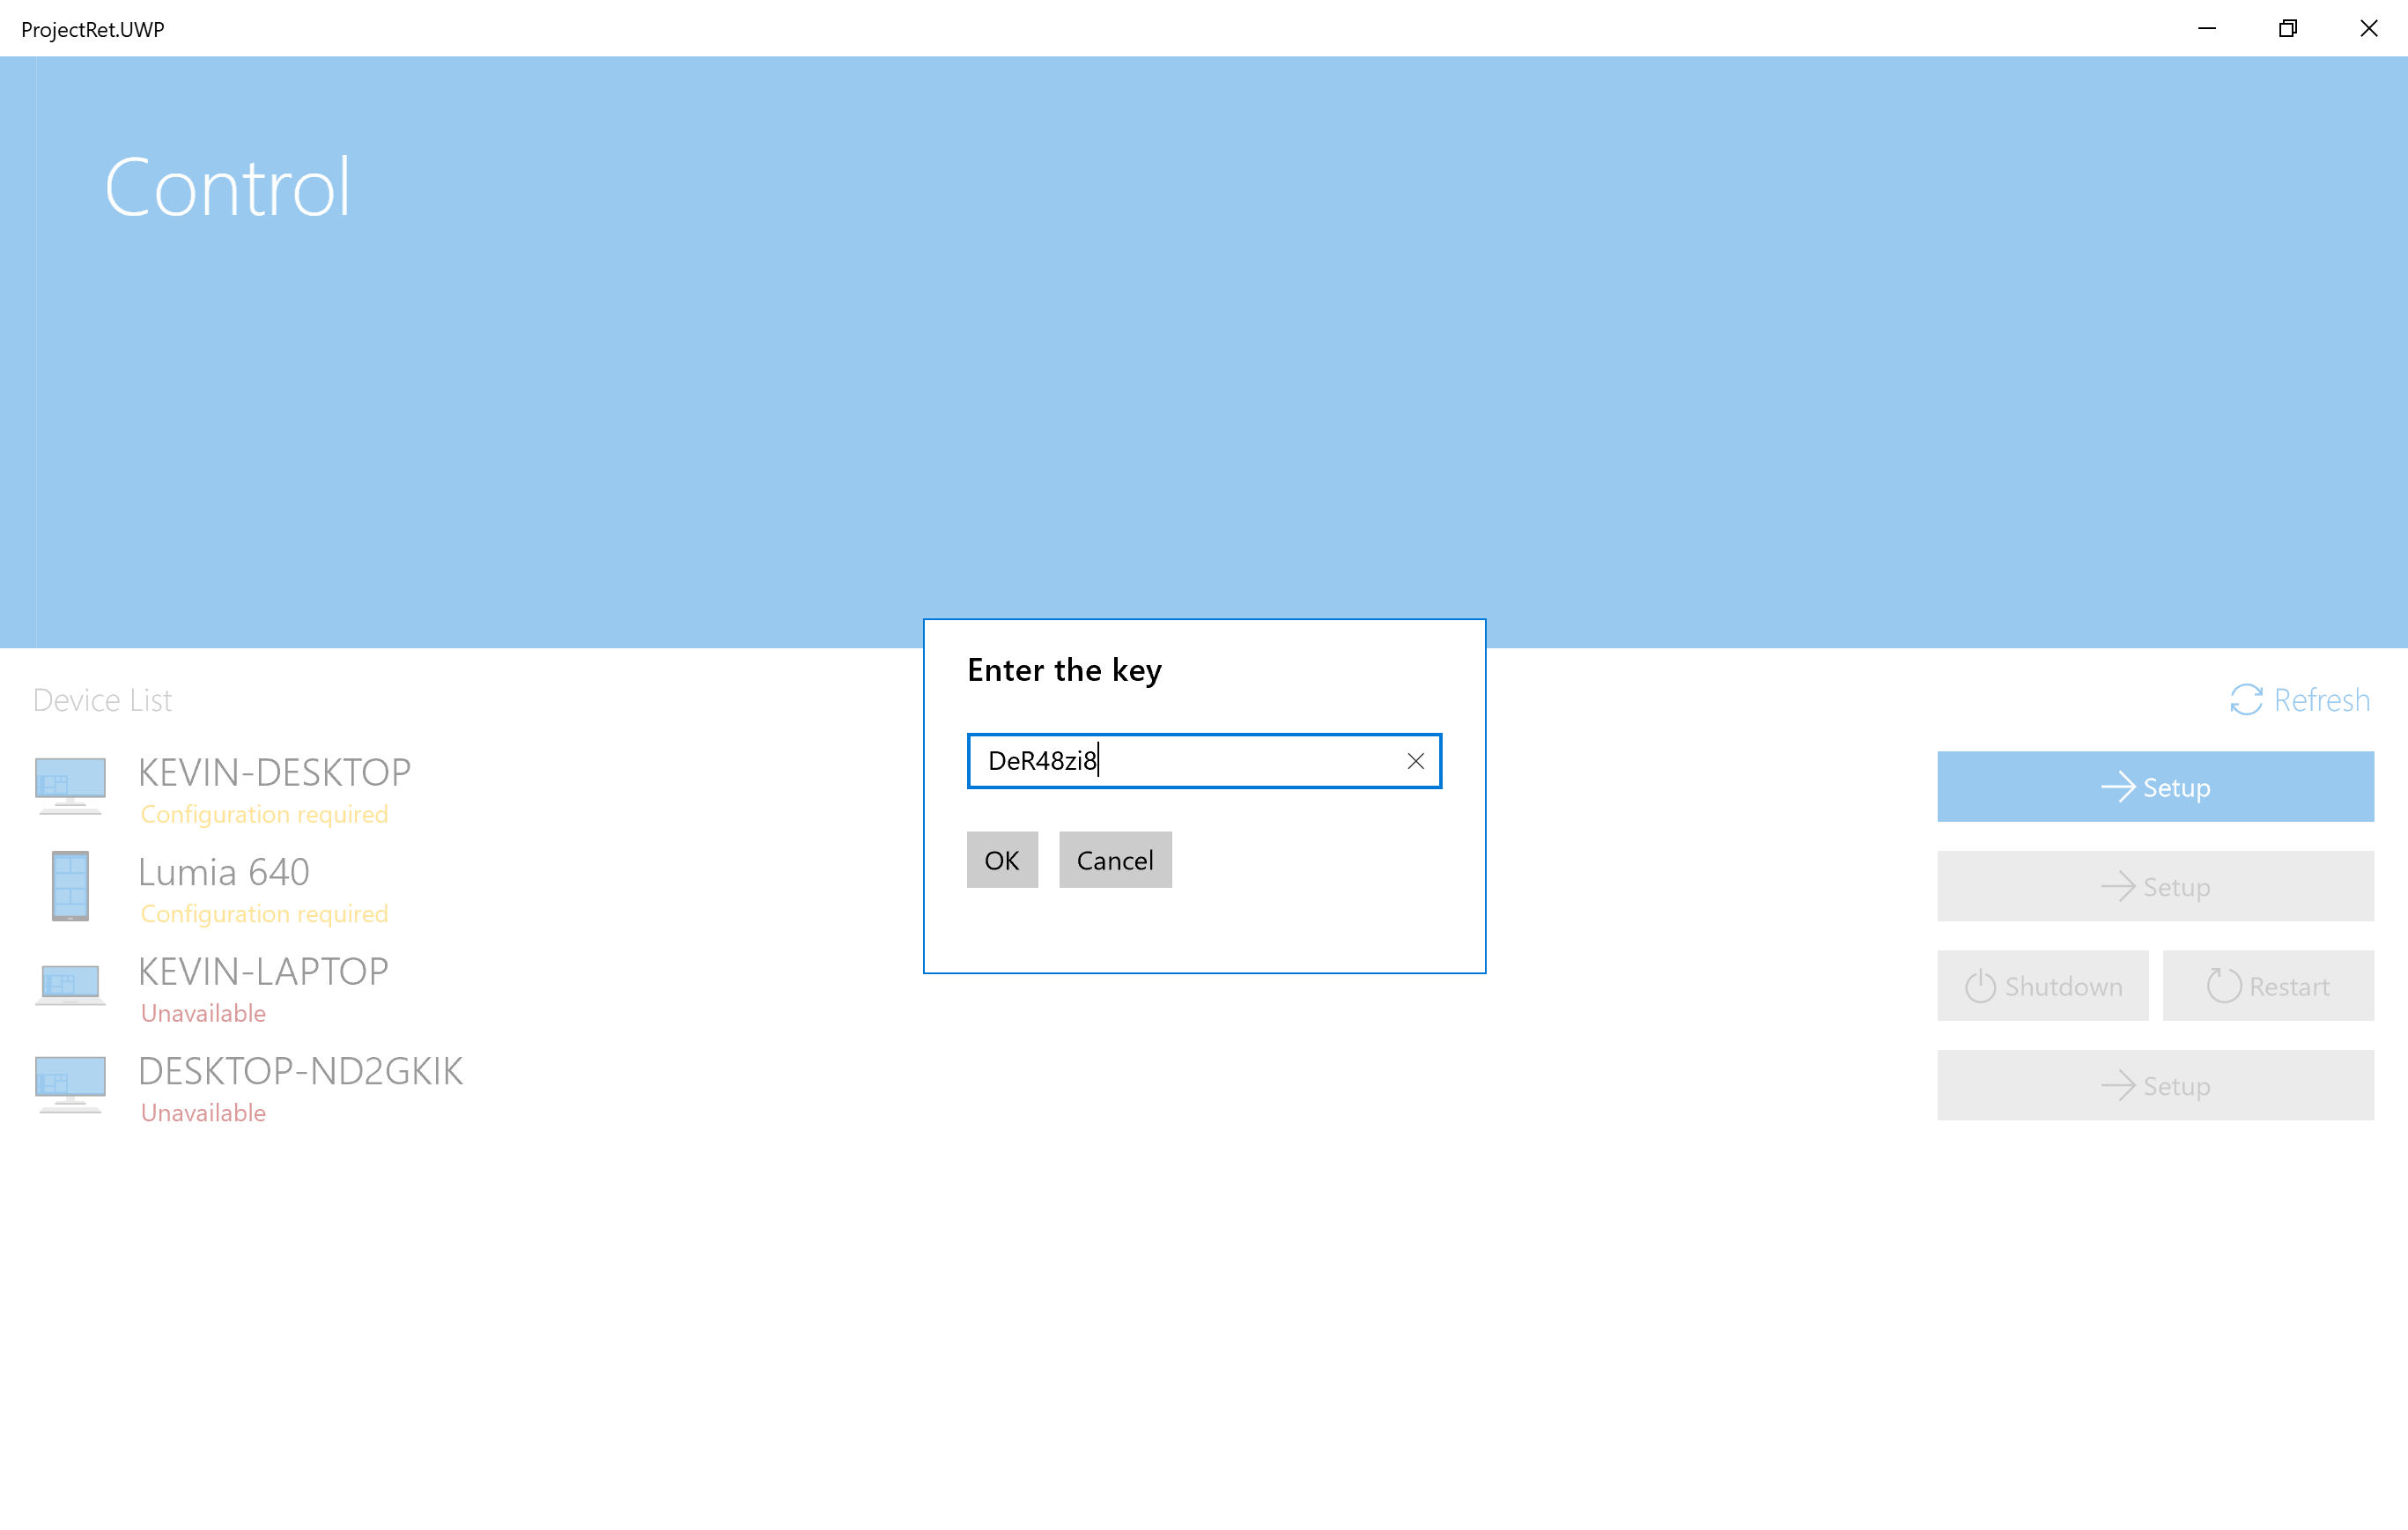 ProjectRet.UWP
Control
Enter the key
DeR48zi8
OK Cancel
Device List
Refresh
KEVIN-DESKTOP
Configuration required
Setup
Lumia 640
Configuration required
Setup
KEVIN-LAPTOP
Unavailable
Shutdown Restart
DESKTOP-ND2GKIK
Unavailable
Setup